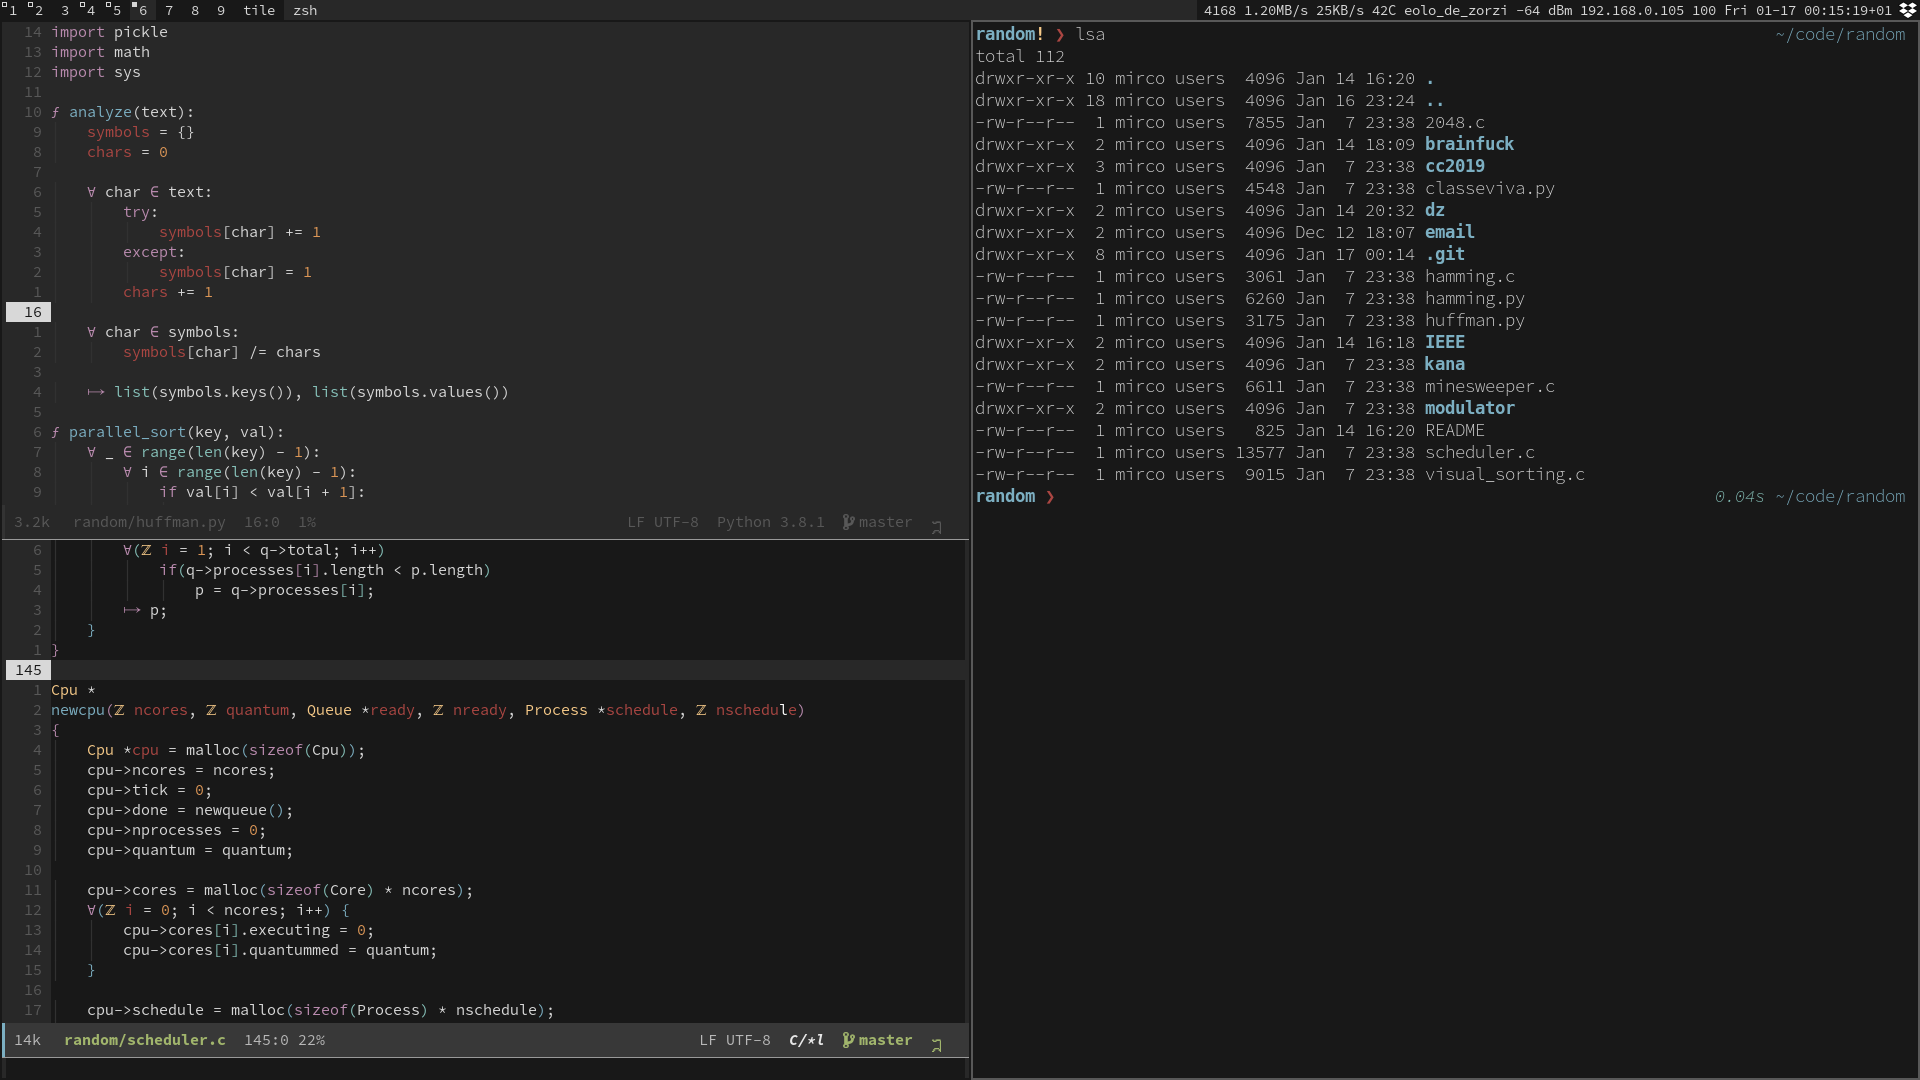 1 2 3 4 5 6 7 8 9 tile zsh
4168 1.20MB/s 25KB/s 42C eolo_de_zorzi -64 dBm 192.168.0.105 100 Fri 01-17 00:15:19+01
14 import pickle
13 import math
12 import sys
11
10 ƒ analyze(text):
9 symbols = {}
8 chars = 0
7
6 ∀ char ∈ text:
5 try:
4 symbols[char] += 1
3 except:
2 symbols[char] = 1
1 chars += 1
16
1 ∀ char ∈ symbols:
2 symbols[char] /= chars
3
4 ⟼ list(symbols.keys()), list(symbols.values())
5
6 ƒ parallel_sort(key, val):
7 ∀ _ ∈ range(len(key) - 1):
8 ∀ i ∈ range(len(key) - 1):
9 if val[i] < val[i + 1]:
3.2k random/huffman.py 16:0 1% LF UTF-8 Python 3.8.1 master
6 ∀(ℤ i = 1; i < q->total; i++)
5 if(q->processes[i].length < p.length)
4 p = q->processes[i];
3 ⟼ p;
2 }
1 }
145
1 Cpu *
2 newcpu(ℤ ncores, ℤ quantum, Queue *ready, ℤ nready, Process *schedule, ℤ nschedule)
3 {
4 Cpu *cpu = malloc(sizeof(Cpu));
5 cpu->ncores = ncores;
6 cpu->tick = 0;
7 cpu->done = newqueue();
8 cpu->nprocesses = 0;
9 cpu->quantum = quantum;
10
11 cpu->cores = malloc(sizeof(Core) * ncores);
12 ∀(ℤ i = 0; i < ncores; i++) {
13 cpu->cores[i].executing = 0;
14 cpu->cores[i].quantummed = quantum;
15 }
16
17 cpu->schedule = malloc(sizeof(Process) * nschedule);
14k random/scheduler.c 145:0 22% LF UTF-8 C/*l master
random! ❯ lsa ~/code/random
total 112
drwxr-xr-x 10 mirco users 4096 Jan 14 16:20 .
drwxr-xr-x 18 mirco users 4096 Jan 16 23:24 ..
-rw-r--r-- 1 mirco users 7855 Jan 7 23:38 2048.c
drwxr-xr-x 2 mirco users 4096 Jan 14 18:09 brainfuck
drwxr-xr-x 3 mirco users 4096 Jan 7 23:38 cc2019
-rw-r--r-- 1 mirco users 4548 Jan 7 23:38 classeviva.py
drwxr-xr-x 2 mirco users 4096 Jan 14 20:32 dz
drwxr-xr-x 2 mirco users 4096 Dec 12 18:07 email
drwxr-xr-x 8 mirco users 4096 Jan 17 00:14 .git
-rw-r--r-- 1 mirco users 3061 Jan 7 23:38 hamming.c
-rw-r--r-- 1 mirco users 6260 Jan 7 23:38 hamming.py
-rw-r--r-- 1 mirco users 3175 Jan 7 23:38 huffman.py
drwxr-xr-x 2 mirco users 4096 Jan 14 16:18 IEEE
drwxr-xr-x 2 mirco users 4096 Jan 7 23:38 kana
-rw-r--r-- 1 mirco users 6611 Jan 7 23:38 minesweeper.c
drwxr-xr-x 2 mirco users 4096 Jan 7 23:38 modulator
-rw-r--r-- 1 mirco users 825 Jan 14 16:20 README
-rw-r--r-- 1 mirco users 13577 Jan 7 23:38 scheduler.c
-rw-r--r-- 1 mirco users 9015 Jan 7 23:38 visual_sorting.c
random ❯ 0.04s ~/code/random